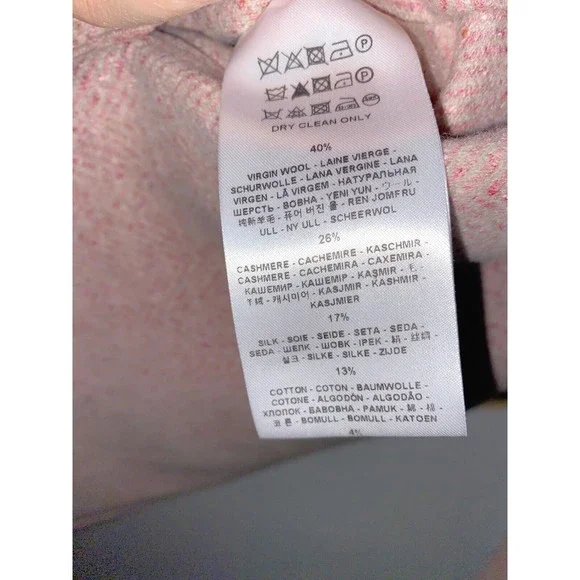 P
P
DRY CLEAN ONLY
40%
VIRGIN WOOL - LAINE VIERGE -
SCHURWOLLE - LANA VERGINE - LANA
VIRGEN - LÃ VIRGEM - НАТУРАЛЬНАЯ
ШЕРСТЬ - ВОВНА - YENI YUN - ウール -
纯新羊毛 - 퓨어 버진 울 - REN JOMFRU
ULL - NY ULL - SCHEERWOL
26%
CASHMERE - CACHEMIRE - KASCHMIR -
CASHMERE - CACHEMIRA - CAXEMIRA -
КАШЕМИР - КАШЕМІР - KAŞMIR - カ
羊绒 - 캐시미어 - KASJMIR - KASHMIR -
KASJMIER
17%
SILK - SOIE - SEIDE - SETA - SEDA -
SEDA - ШЕЛК - ШОВК - IPEK - 絹 - 丝绸 -
실크 - SILKE - SILKE - ZIJDE
13%
COTTON - COTON - BAUMWOLLE -
COTONE - ALGODÓN - ALGODÃO -
ХЛОПОК - БАВОВНА - PAMUK - 綿 - 棉 -
코튼 - BOMULL - BOMULL - KATOEN
4%